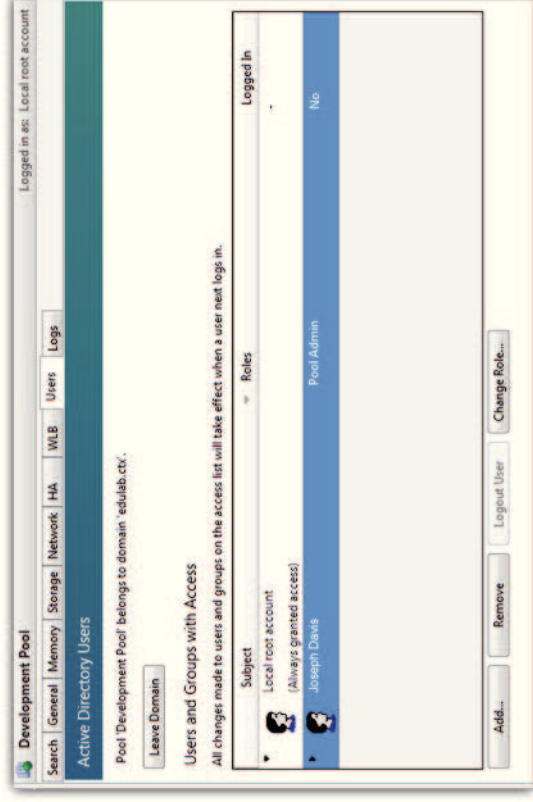 Development Pool Logged in as: Local root account
Search General Memory Storage Network HA WLB Users Logs
Active Directory Users
Pool 'Development Pool' belongs to domain 'edulab.ctx'.
Leave Domain
Users and Groups with Access
All changes made to users and groups on the access list will take effect when a user next logs in.
Subject Roles Logged In
Local root account -
(Always granted access)
Joseph Davis Pool Admin No
Add... Remove Logout User Change Role...